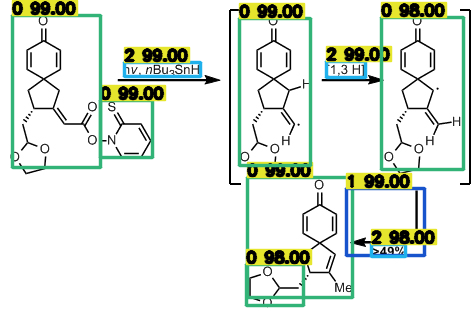 0 99.00
0 99.00
0 98.00
O
O
O
2 99.00
2 99.00
hν, nBu₃SnH
[1,3 H]
0 99.00
H
O
S
O
N
H
H
H
O
O
O
O
O
O
0 99.00
1 99.00
O
2 98.00
≥49%
0 98.00
O
O
Me